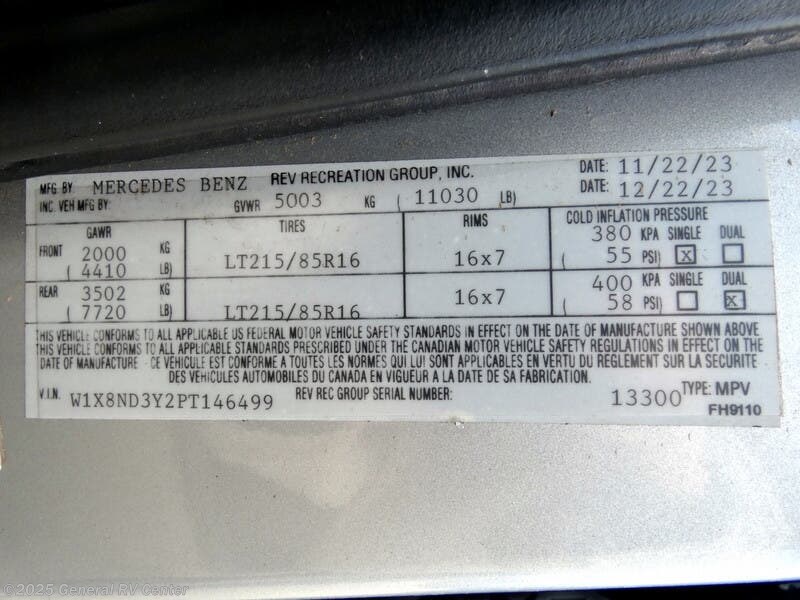 MFG BY MERCEDES BENZ REV RECREATION GROUP, INC. DATE: 11/22/23
INC. VEH MFG BY: GVWR 5003 KG ( 11030 LB) DATE: 12/22/23
GAWR TIRES RIMS COLD INFLATION PRESSURE
FRONT 2000 KG LT215/85R16 16x7 380 KPA SINGLE DUAL
( 4410 LB) ( 55 PSI) X
REAR 3502 KG LT215/85R16 16x7 400 KPA SINGLE DUAL
( 7720 LB) ( 58 PSI) X
THIS VEHICLE CONFORMS TO ALL APPLICABLE US FEDERAL MOTOR VEHICLE SAFETY STANDARDS IN EFFECT ON THE DATE OF MANUFACTURE SHOWN ABOVE
THIS VEHICLE CONFORMS TO ALL APPLICABLE STANDARDS PRESCRIBED UNDER THE CANADIAN MOTOR VEHICLE SAFETY REGULATIONS IN EFFECT ON THE
DATE OF MANUFACTURE - CE VEHICULE EST CONFORME A TOUTES LES NORMES QUI LUI SONT APPLICABLES EN VERTU DU REGLEMENT SUR LA SECURITE
DES VEHICULES AUTOMOBILES DU CANADA EN VIGUEUR A LA DATE DE SA FABRICATION.
V.I.N. W1X8ND3Y2PT146499 REV REC GROUP SERIAL NUMBER: 13300 TYPE: MPV
FH9110
©2025 General RV Center